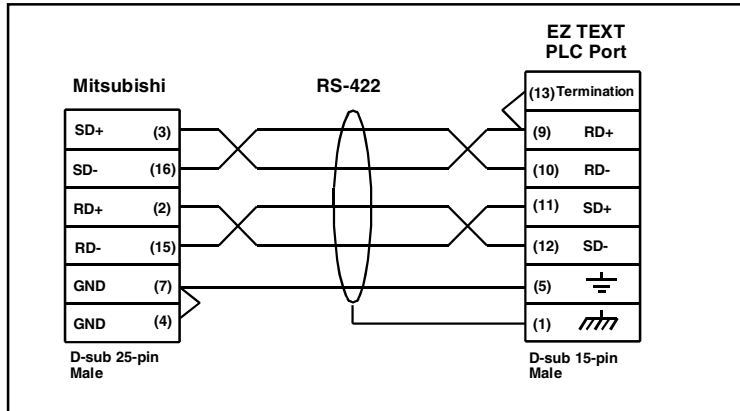 EZ TEXT
PLC Port
Mitsubishi
RS-422
(13) Termination
SD+ (3)
(9) RD+
SD- (16)
(10) RD-
RD+ (2)
(11) SD+
RD- (15)
(12) SD-
GND (7)
(5)
GND (4)
(1)
D-sub 25-pin
Male
D-sub 15-pin
Male